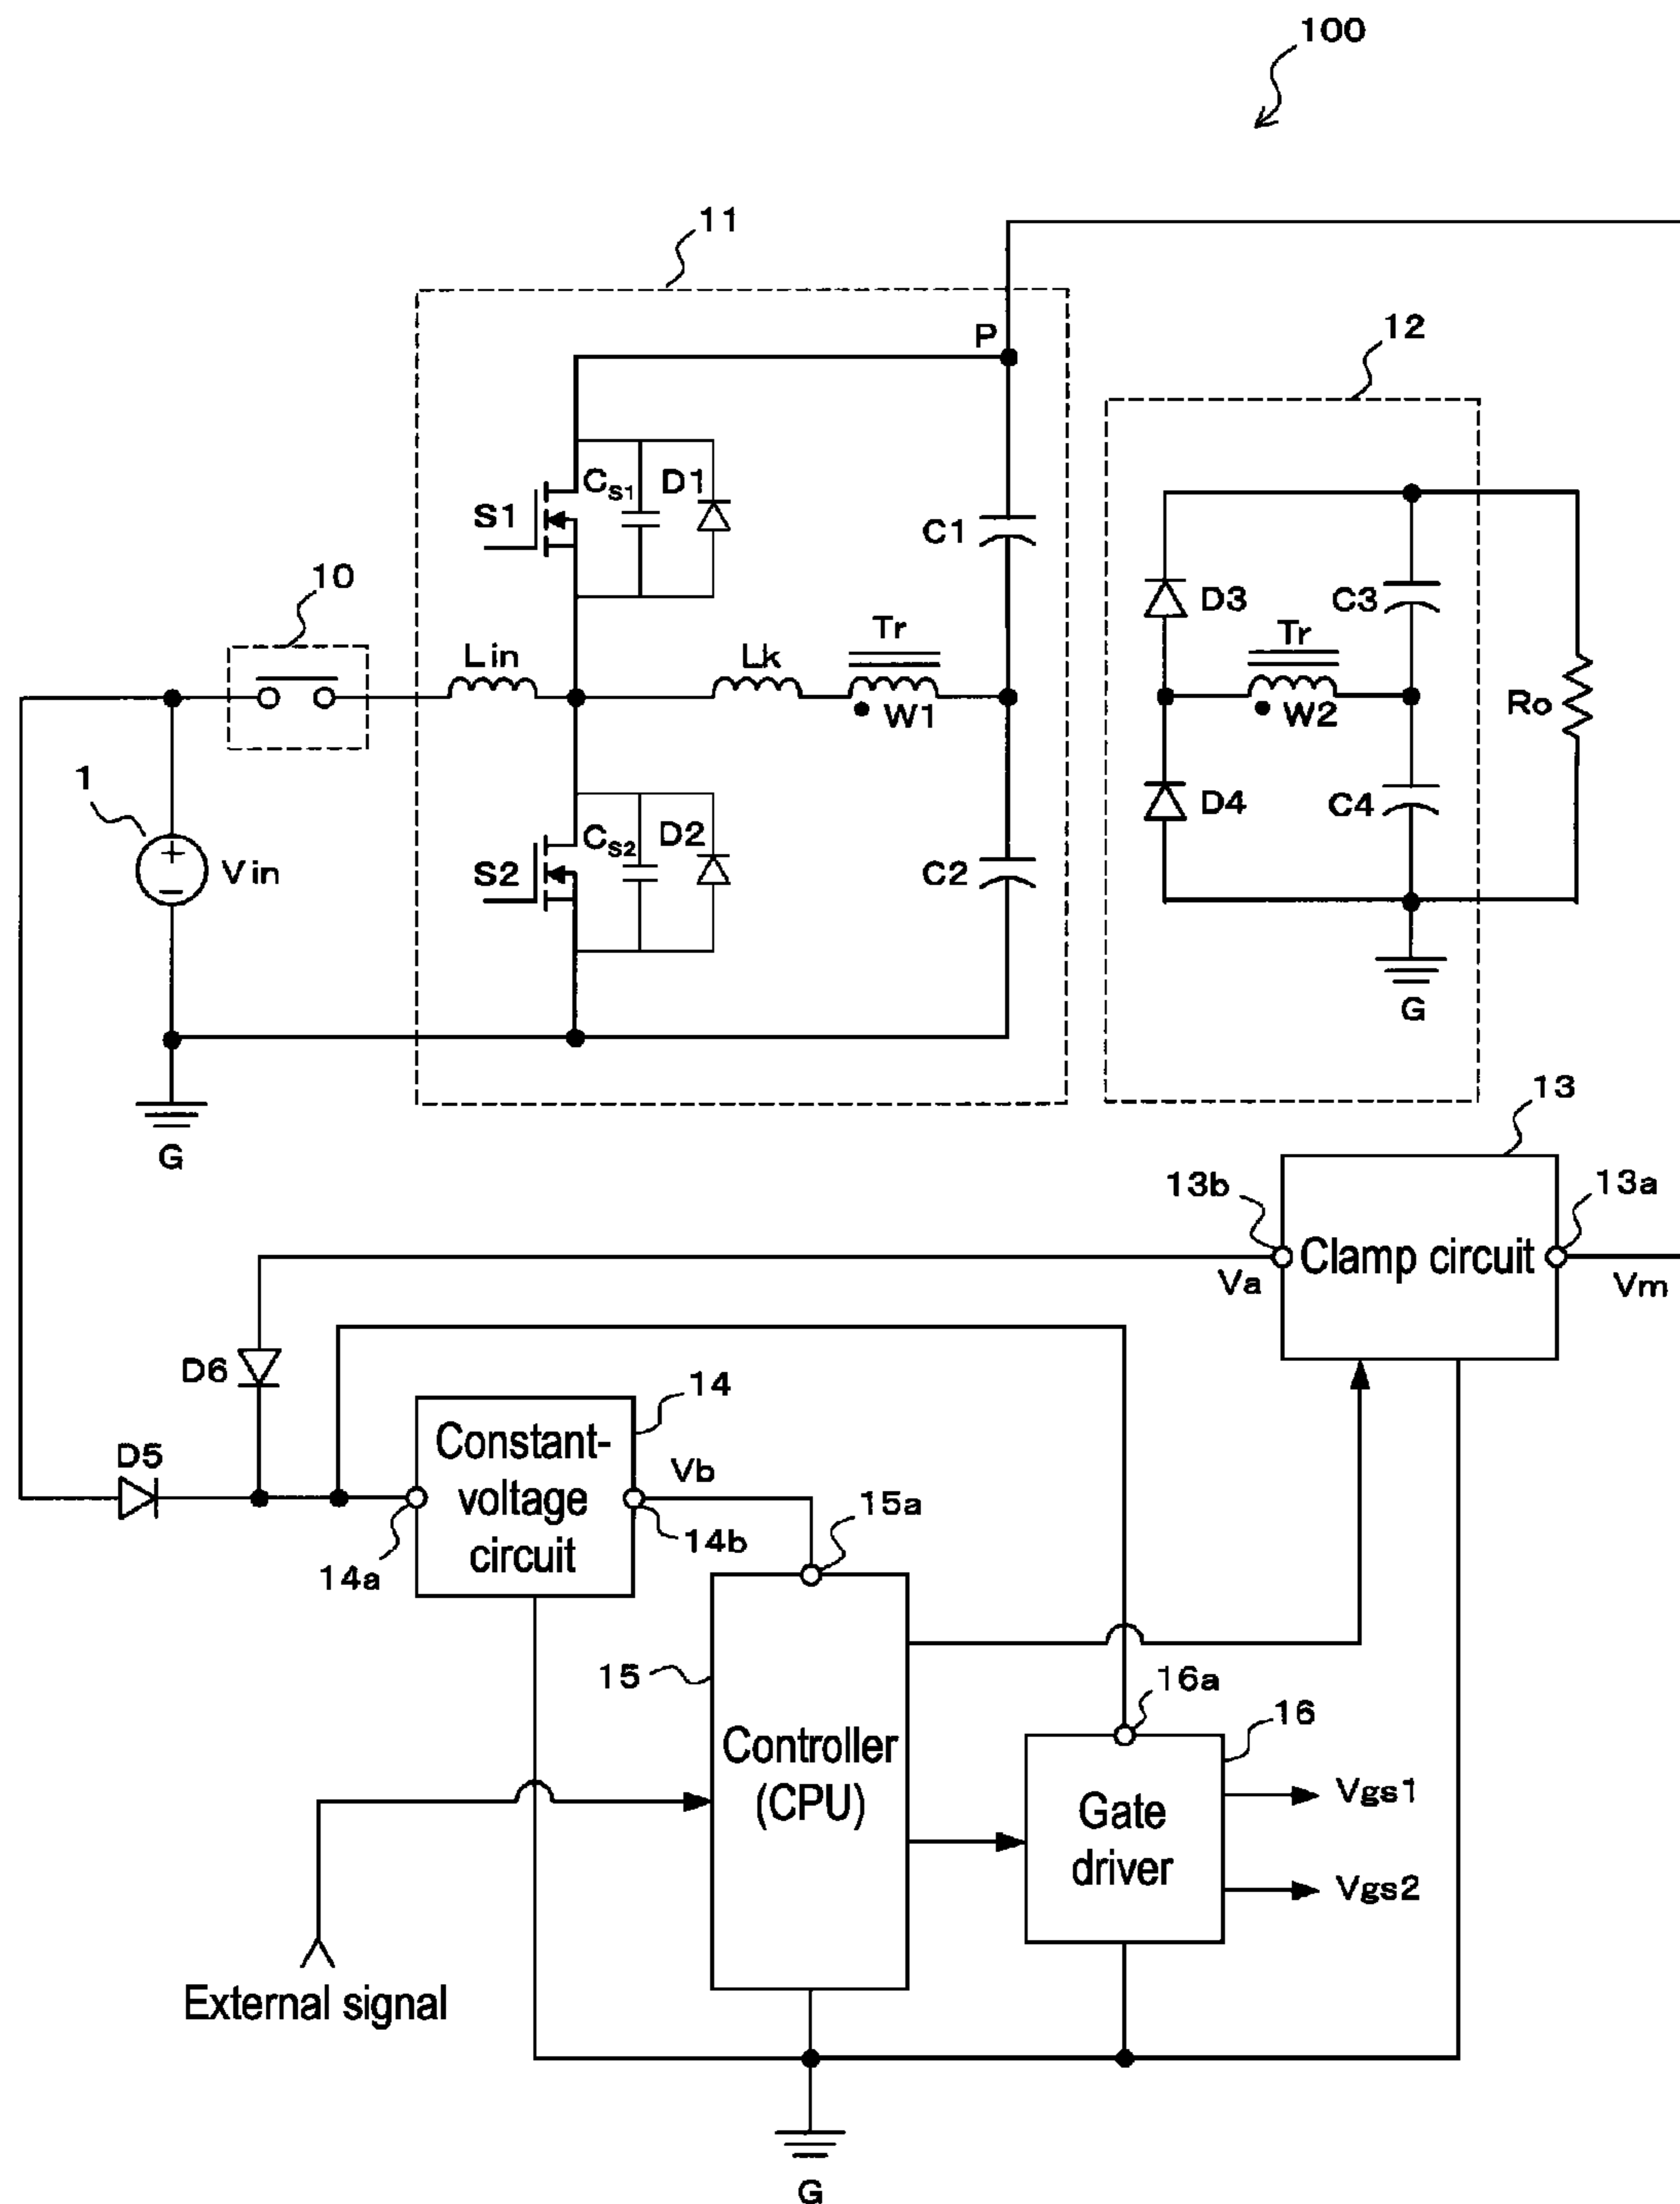 100
11
P
12
S1
C_S1
D1
C1
10
D3
C3
Tr
Lin
Lk
Tr
W1
W2
Ro
1
D4
C4
C_S2
D2
Vin
S2
C2
G
G
13
13b
13a
Clamp circuit
Va
Vm
D6
14
D5
Constant-
voltage
circuit
Vb
15a
14b
14a
15
16a
16
Controller
(CPU)
Vgs1
Gate
driver
Vgs2
External signal
G